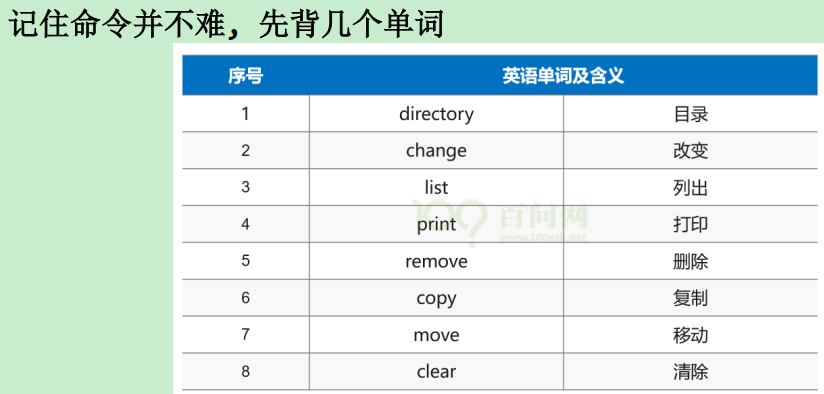 记住命令并不难，先背几个单词
序号 英语单词及含义
1 directory 目录
2 change 改变
3 list 列出
4 print 打印
5 remove 删除
6 copy 复制
7 move 移动
8 clear 清除
100 百问网
www.100ask.net